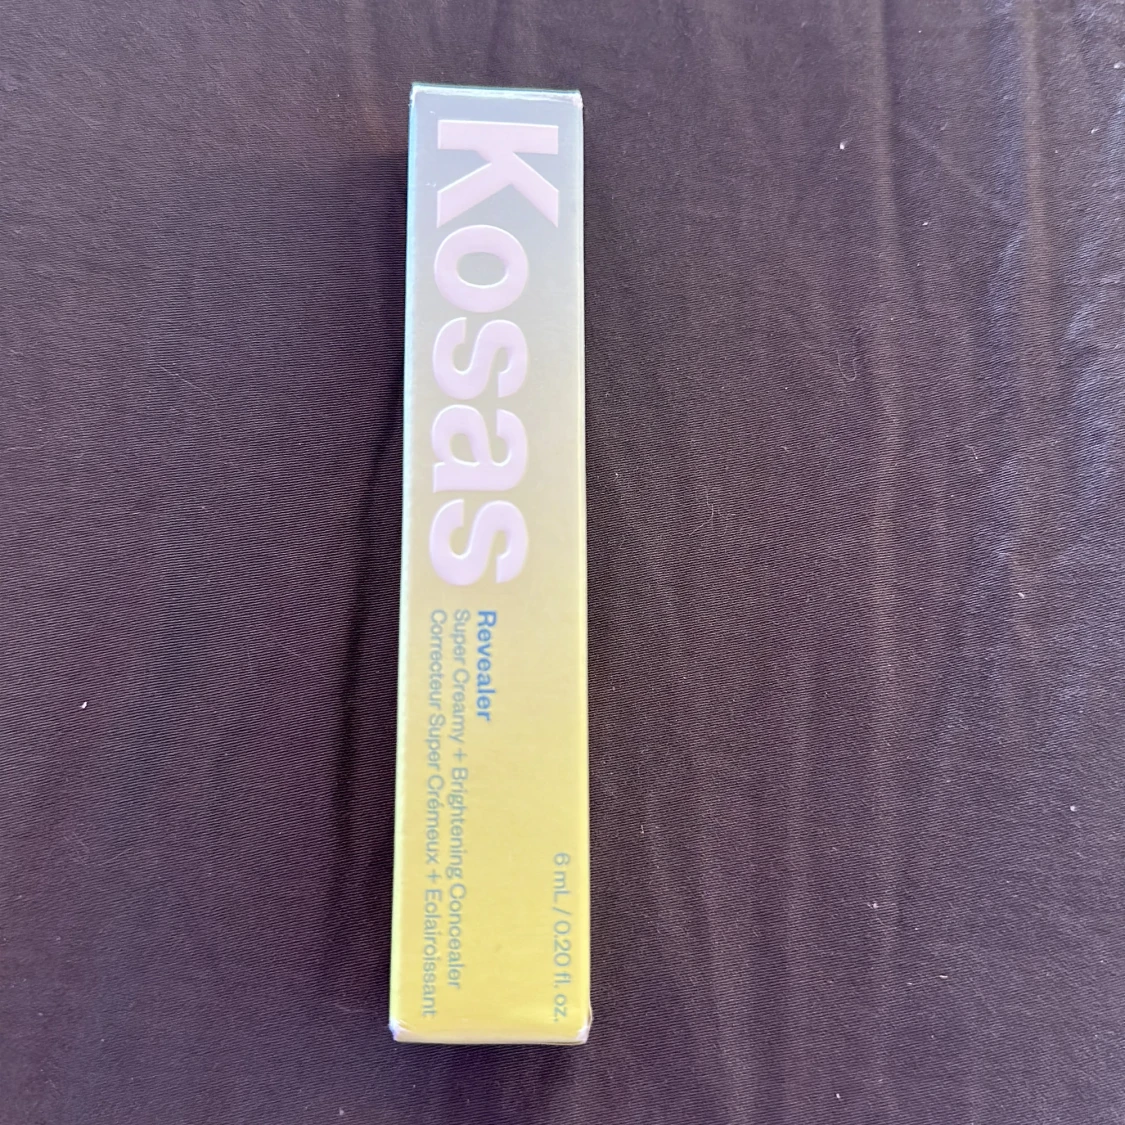 Kosas
Revealer
Super Creamy + Brightening Concealer
Correcteur Super Crémeux + Eclaircissant
6 mL / 0.20 fl. oz.